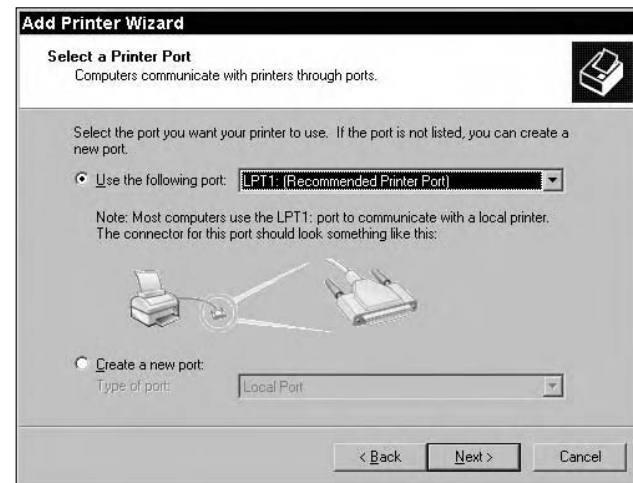 Add Printer Wizard
Select a Printer Port
Computers communicate with printers through ports.
Select the port you want your printer to use. If the port is not listed, you can create a
new port.
Use the following port: LPT1: (Recommended Printer Port)
Note: Most computers use the LPT1: port to communicate with a local printer.
The connector for this port should look something like this:
Create a new port:
Type of port: Local Port
< Back Next > Cancel